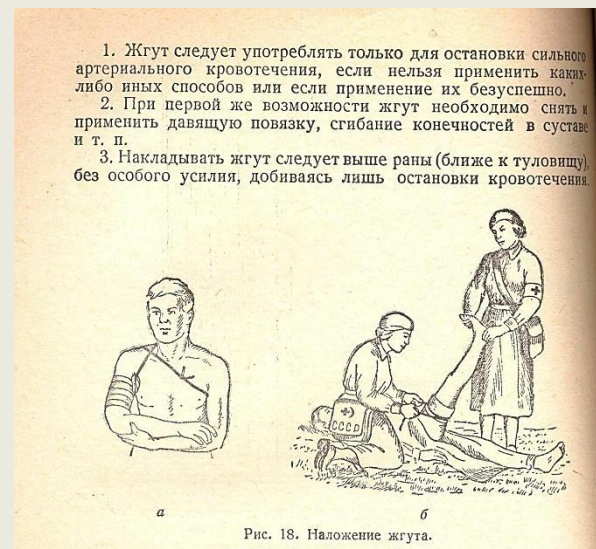 1. Жгут следует употреблять только для остановки сильного
артериального кровотечения, если нельзя применить каких-
либо иных способов или если применение их безуспешно.
2. При первой же возможности жгут необходимо снять и
применить давящую повязку, сгибание конечностей в суставе
и т. п.
3. Накладывать жгут следует выше раны (ближе к туловищу),
без особого усилия, добиваясь лишь остановки кровотечения.
СССР
а
б
Рис. 18. Наложение жгута.